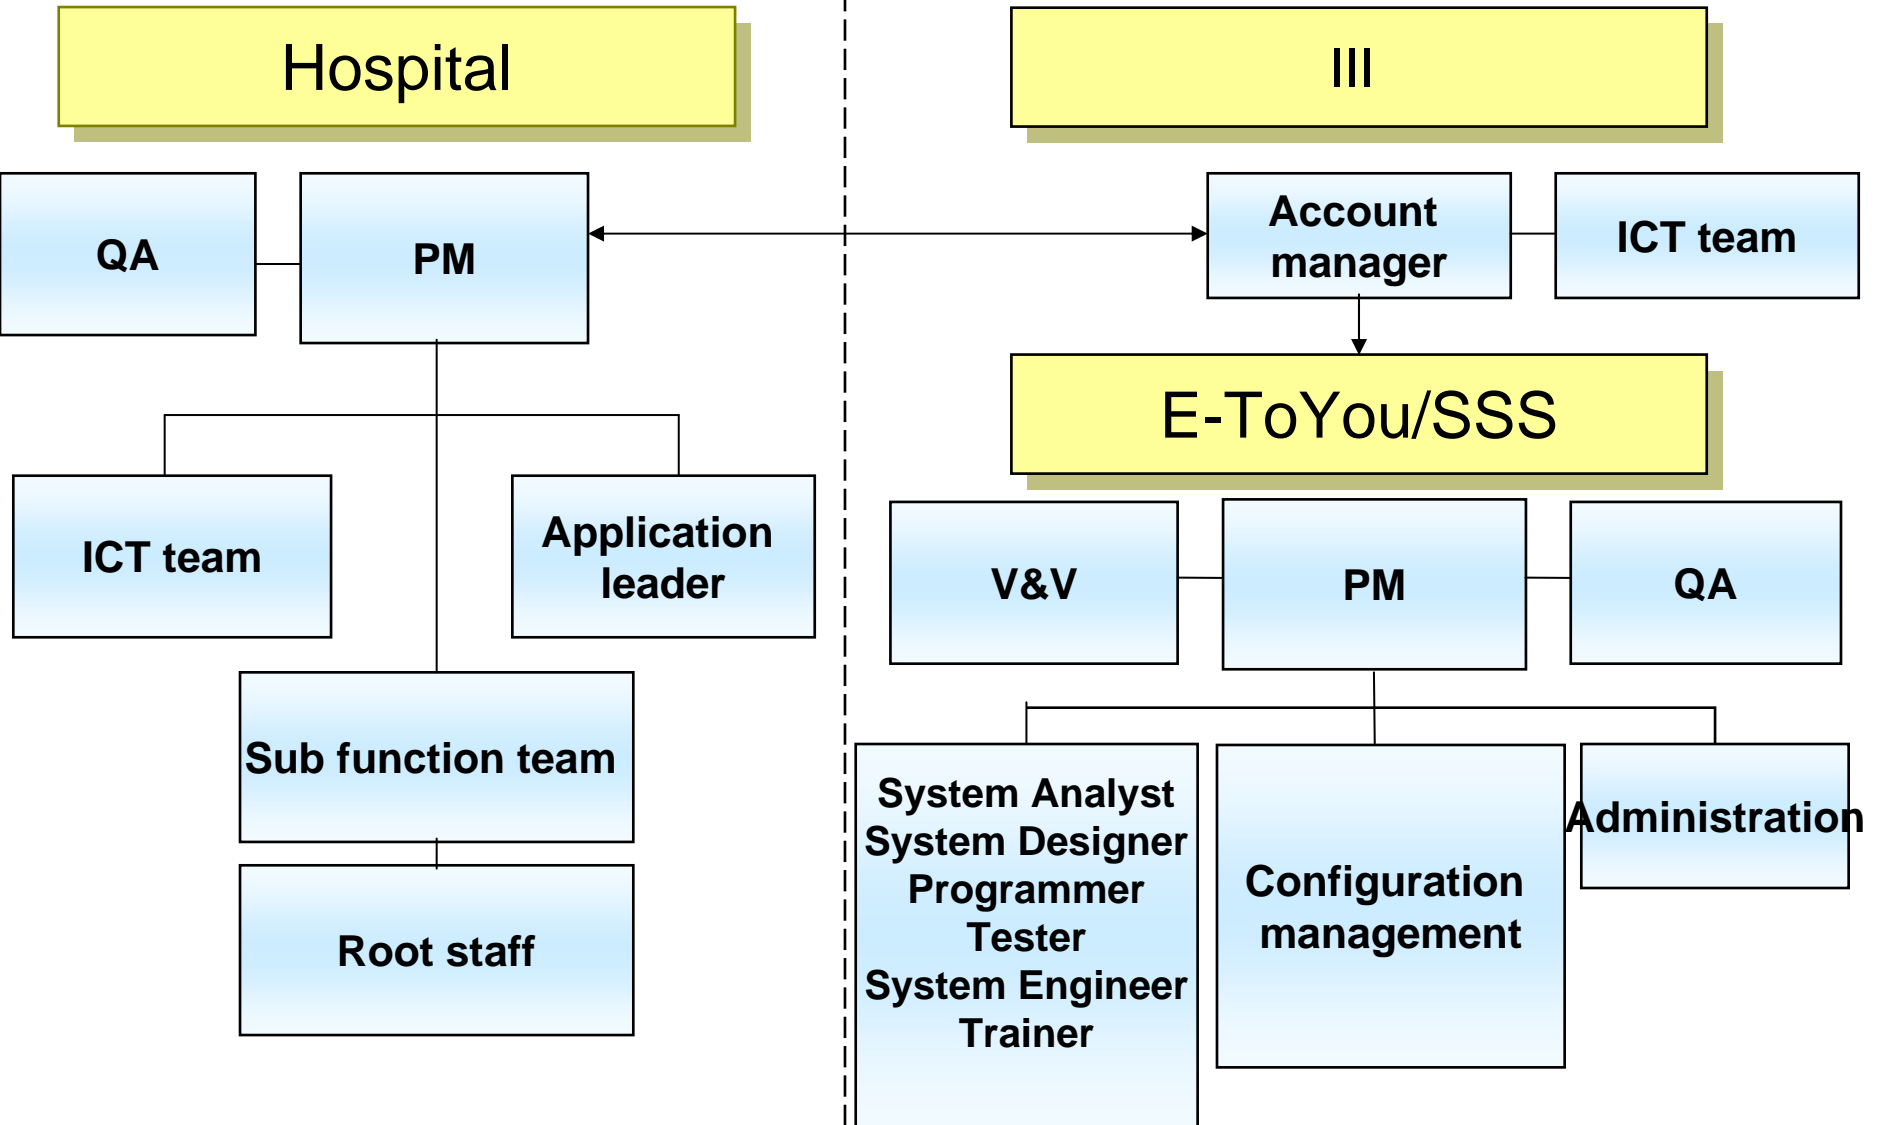 Hospital
III
QA
PM
Account
manager
ICT team
E-ToYou/SSS
ICT team
Application
leader
V&V
PM
QA
Sub function team
Root staff
System Analyst
System Designer
Programmer
Tester
System Engineer
Trainer
Configuration
management
Administration